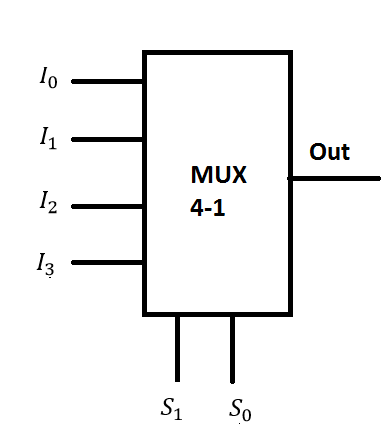 I₀
I₁
Out
MUX
4-1
I₂
I₃
S₁
S₀